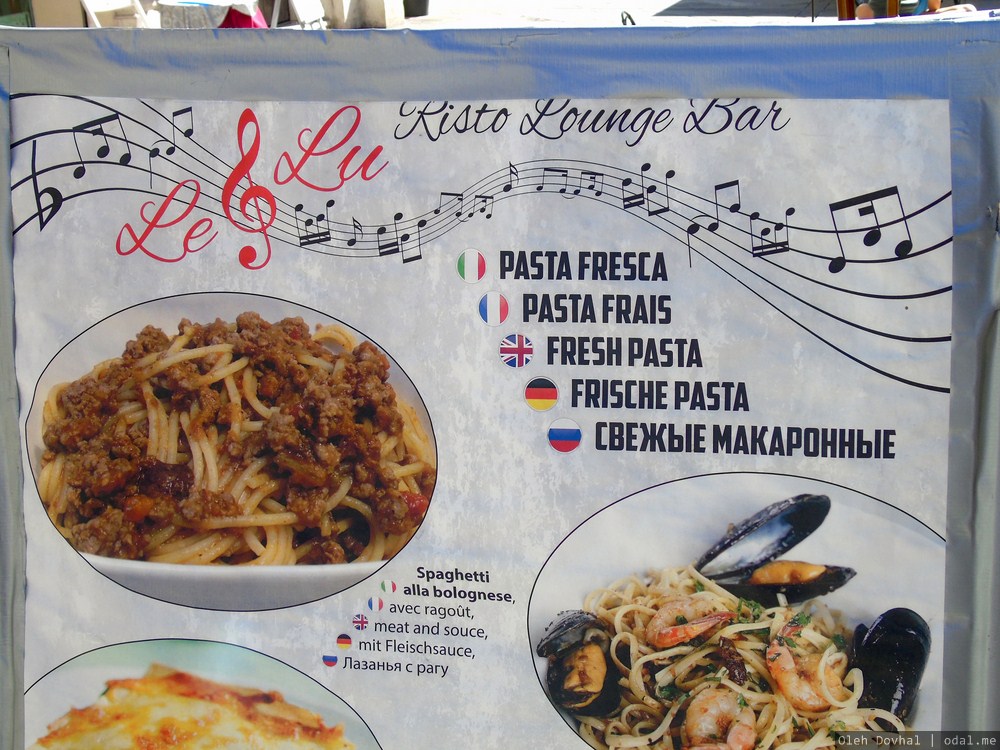 Risto Lounge Bar
Le Lu
PASTA FRESCA
PASTA FRAIS
FRESH PASTA
FRISCHE PASTA
СВЕЖЫЕ МАКАРОННЫЕ
Spaghetti
alla bolognese,
avec ragoût,
meat and souce,
mit Fleischsauce,
Лазанья с рагу
Oleh Dovhal | odal.me